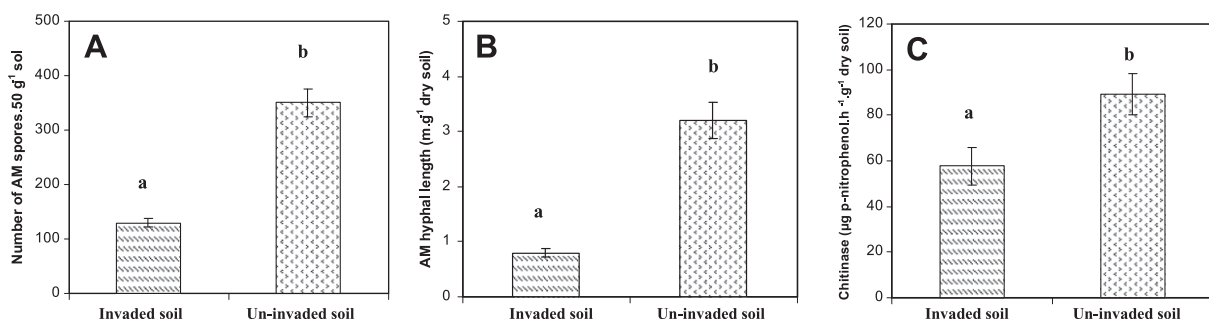 A
Number of AM spores.50 g⁻¹ sol
500
400
300
200
100
0
a
b
Invaded soil
Un-invaded soil
B
AM hyphal length (m.g⁻¹ dry soil)
5
4
3
2
1
0
a
b
Invaded soil
Un-invaded soil
C
Chitinase (µg p-nitrophenol.h⁻¹.g⁻¹ dry soil)
120
100
80
60
40
20
0
a
b
Invaded soil
Un-invaded soil